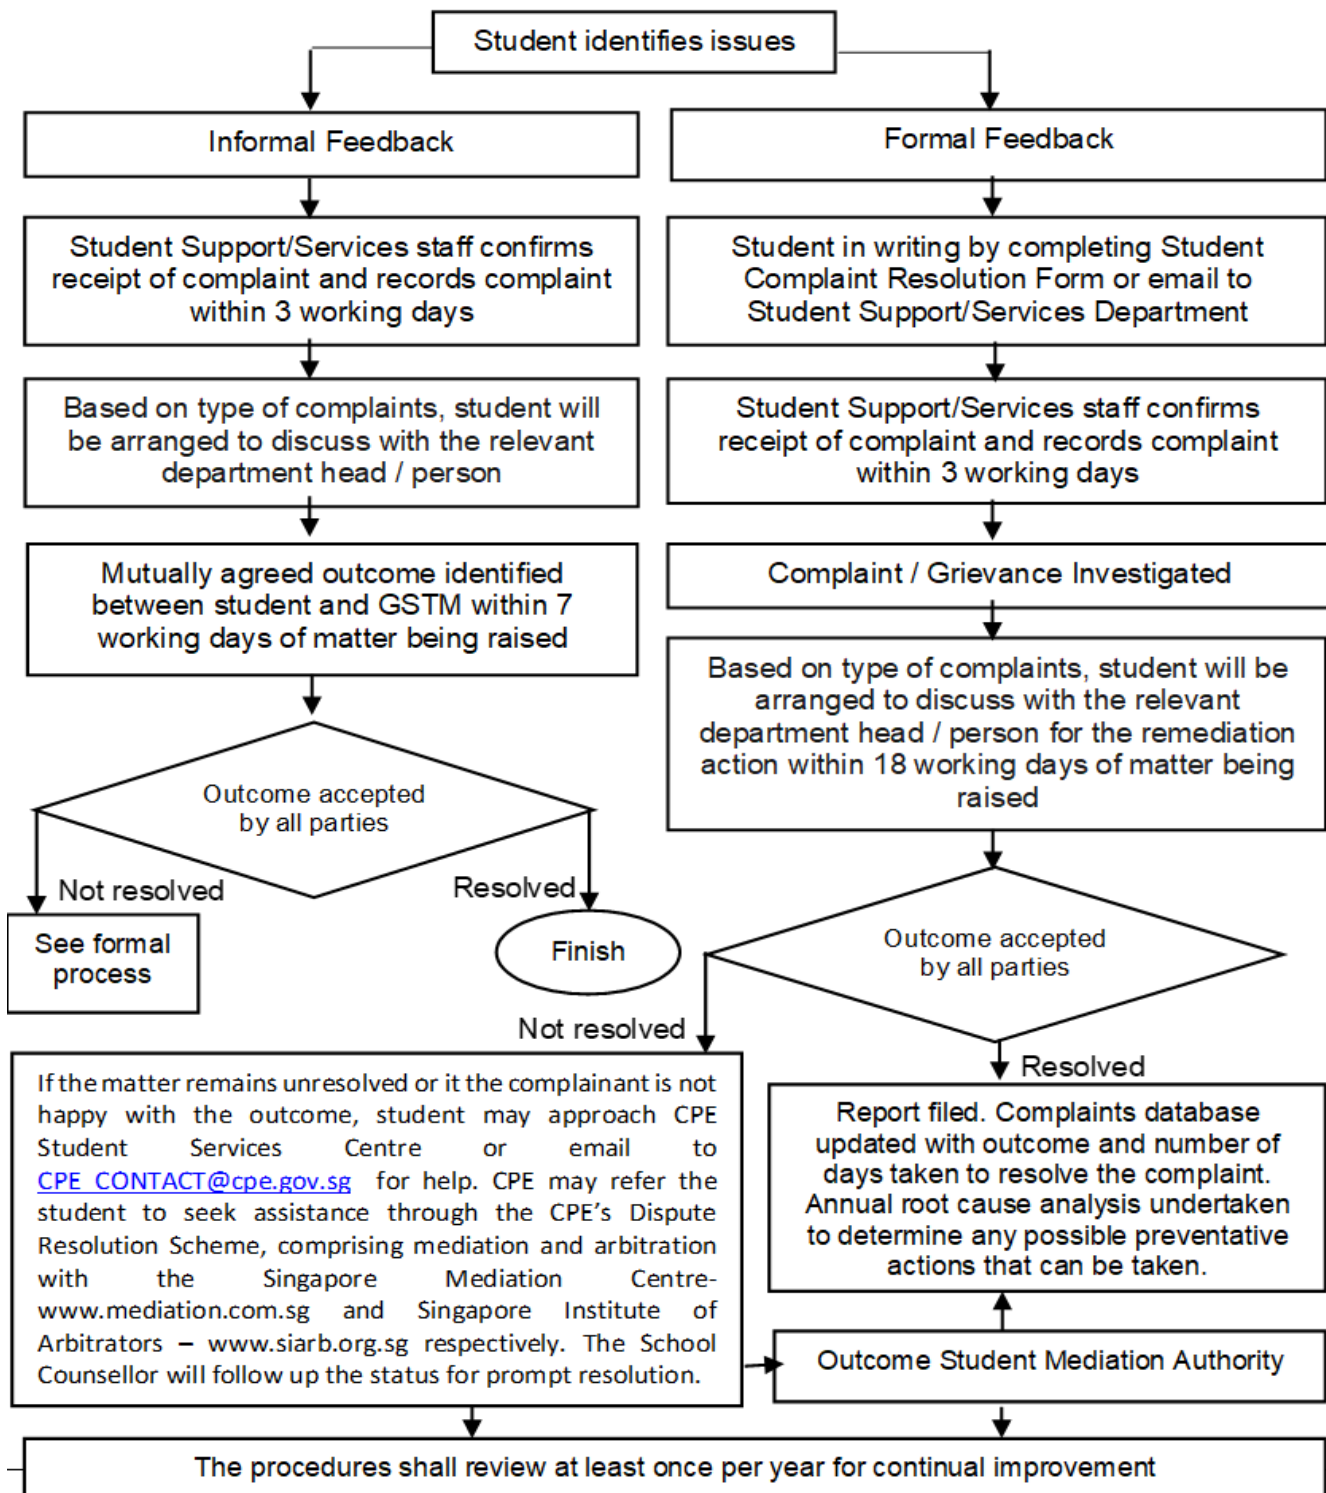 Student identifies issues
Informal Feedback
Student Support/Services staff confirms
receipt of complaint and records complaint
within 3 working days
Based on type of complaints, student will
be arranged to discuss with the relevant
department head / person
Mutually agreed outcome identified
between student and GSTM within 7
working days of matter being raised
Outcome accepted
by all parties
Not resolved
Resolved
See formal
process
Finish
Formal Feedback
Student in writing by completing Student
Complaint Resolution Form or email to
Student Support/Services Department
Student Support/Services staff confirms
receipt of complaint and records complaint
within 3 working days
Complaint / Grievance Investigated
Based on type of complaints, student will be
arranged to discuss with the relevant
department head / person for the remediation
action within 18 working days of matter being
raised
Outcome accepted
by all parties
Not resolved
Resolved
If the matter remains unresolved or it the complainant is not
happy with the outcome, student may approach CPE
Student Services Centre or email to
CPE_CONTACT@cpe.gov.sg for help. CPE may refer the
student to seek assistance through the CPE's Dispute
Resolution Scheme, comprising mediation and arbitration
with the Singapore Mediation Centre-
www.mediation.com.sg and Singapore Institute of
Arbitrators – www.siarb.org.sg respectively. The School
Counsellor will follow up the status for prompt resolution.
Report filed. Complaints database
updated with outcome and number of
days taken to resolve the complaint.
Annual root cause analysis undertaken
to determine any possible preventative
actions that can be taken.
Outcome Student Mediation Authority
The procedures shall review at least once per year for continual improvement